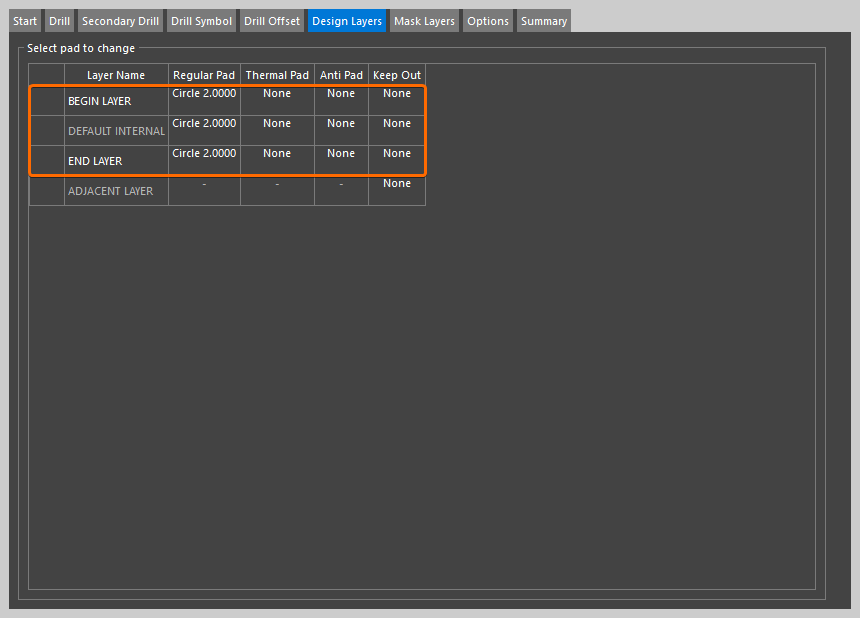 Start Drill Secondary Drill Drill Symbol Drill Offset Design Layers Mask Layers Options Summary
Select pad to change
Layer Name Regular Pad Thermal Pad Anti Pad Keep Out
BEGIN LAYER Circle 2.0000 None None None
DEFAULT INTERNAL Circle 2.0000 None None None
END LAYER Circle 2.0000 None None None
ADJACENT LAYER - - - None